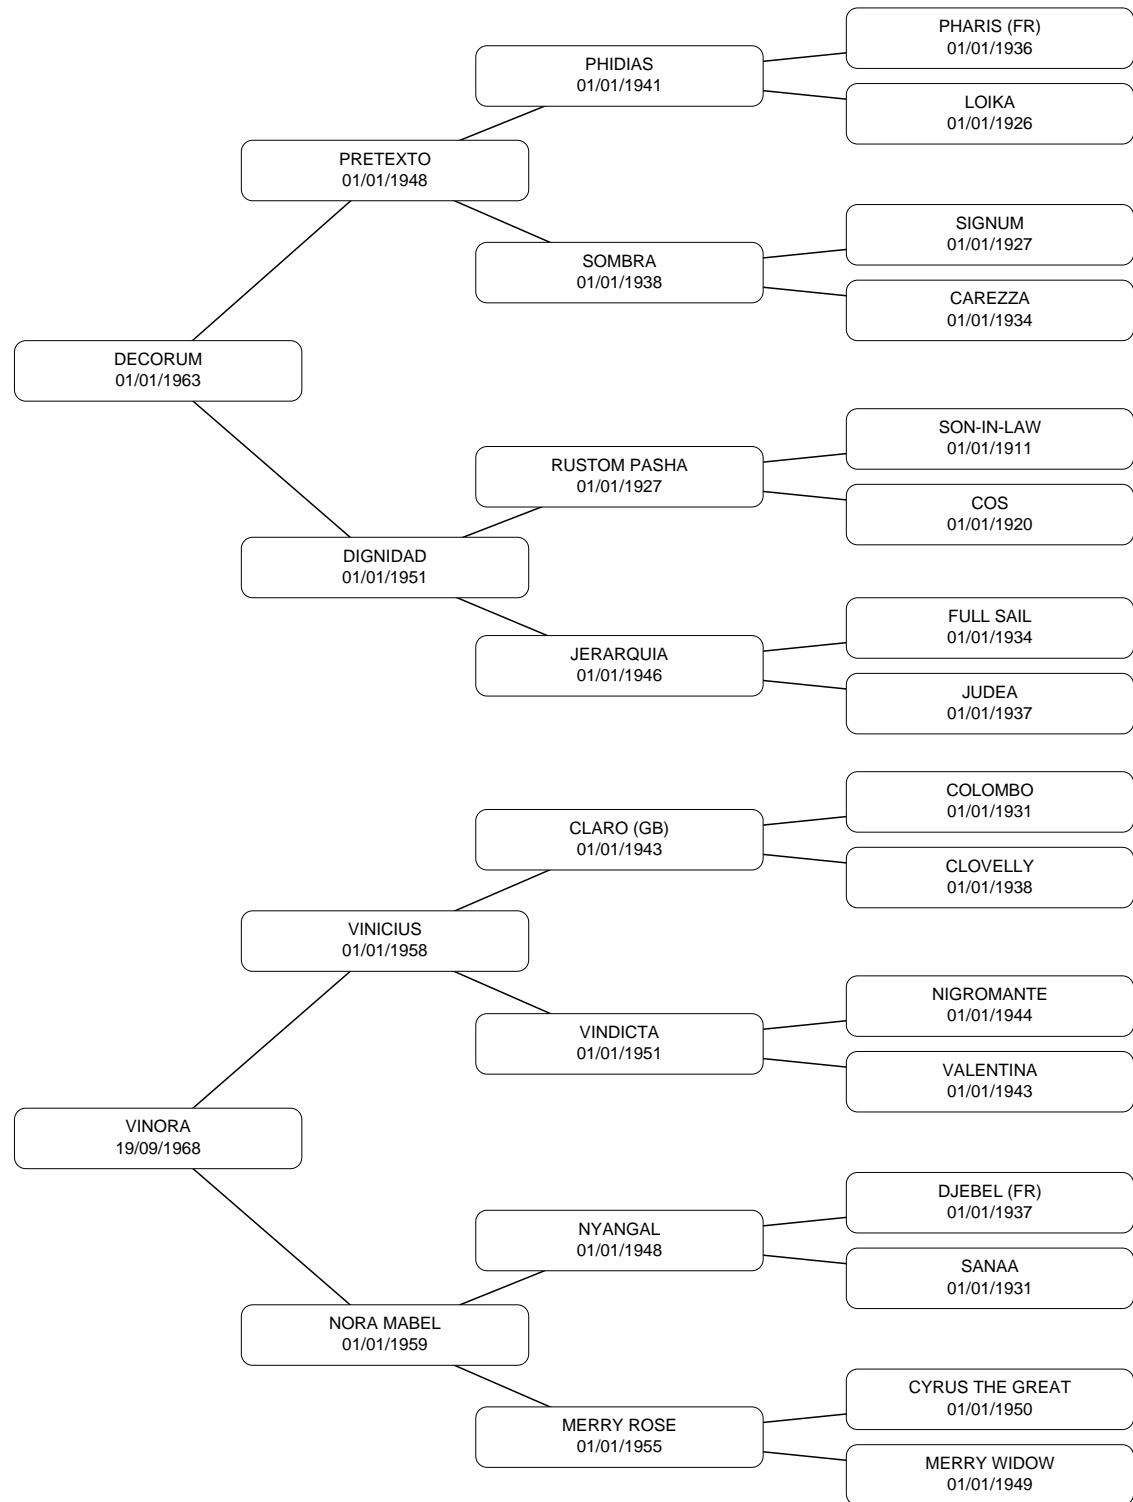 PHARIS (FR)
01/01/1936
PHIDIAS
01/01/1941
LOIKA
01/01/1926
PRETEXTO
01/01/1948
SIGNUM
01/01/1927
SOMBRA
01/01/1938
CAREZZA
01/01/1934
DECORUM
01/01/1963
SON-IN-LAW
01/01/1911
RUSTOM PASHA
01/01/1927
COS
01/01/1920
DIGNIDAD
01/01/1951
FULL SAIL
01/01/1934
JERARQUIA
01/01/1946
JUDEA
01/01/1937
COLOMBO
01/01/1931
CLARO (GB)
01/01/1943
CLOVELLY
01/01/1938
VINICIUS
01/01/1958
NIGROMANTE
01/01/1944
VINDICTA
01/01/1951
VALENTINA
01/01/1943
VINORA
19/09/1968
DJEBEL (FR)
01/01/1937
NYANGAL
01/01/1948
SANAA
01/01/1931
NORA MABEL
01/01/1959
CYRUS THE GREAT
01/01/1950
MERRY ROSE
01/01/1955
MERRY WIDOW
01/01/1949